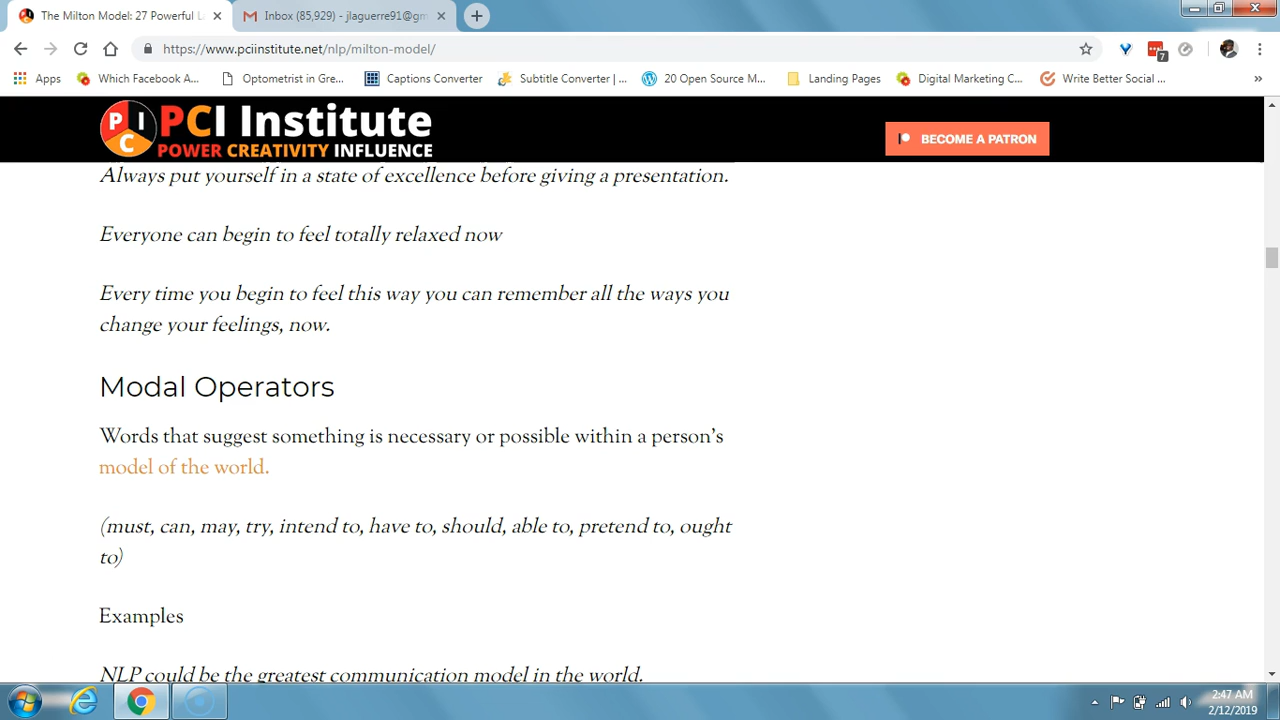 The Milton Model: 27 Powerful L
Inbox (85,929) - jlaguerre91@gm
https://www.pciinstitute.net/nlp/milton-model/
7
Apps
Which Facebook A...
Optometrist in Gre...
Captions Converter
Subtitle Converter | ...
20 Open Source M...
Landing Pages
Digital Marketing C...
Write Better Social ...
»
P I C
PCI Institute
POWER CREATIVITY INFLUENCE
BECOME A PATRON
Always put yourself in a state of excellence before giving a presentation.
Everyone can begin to feel totally relaxed now
Every time you begin to feel this way you can remember all the ways you
change your feelings, now.
Modal Operators
Words that suggest something is necessary or possible within a person’s
model of the world.
(must, can, may, try, intend to, have to, should, able to, pretend to, ought
to)
Examples
NLP could be the greatest communication model in the world.
2:47 AM
2/12/2019